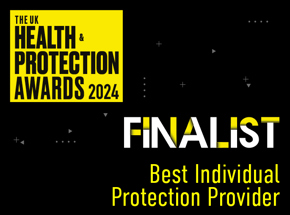 THE UK
HEALTH &
PROTECTION
AWARDS 2024
FINALIST
Best Individual
Protection Provider